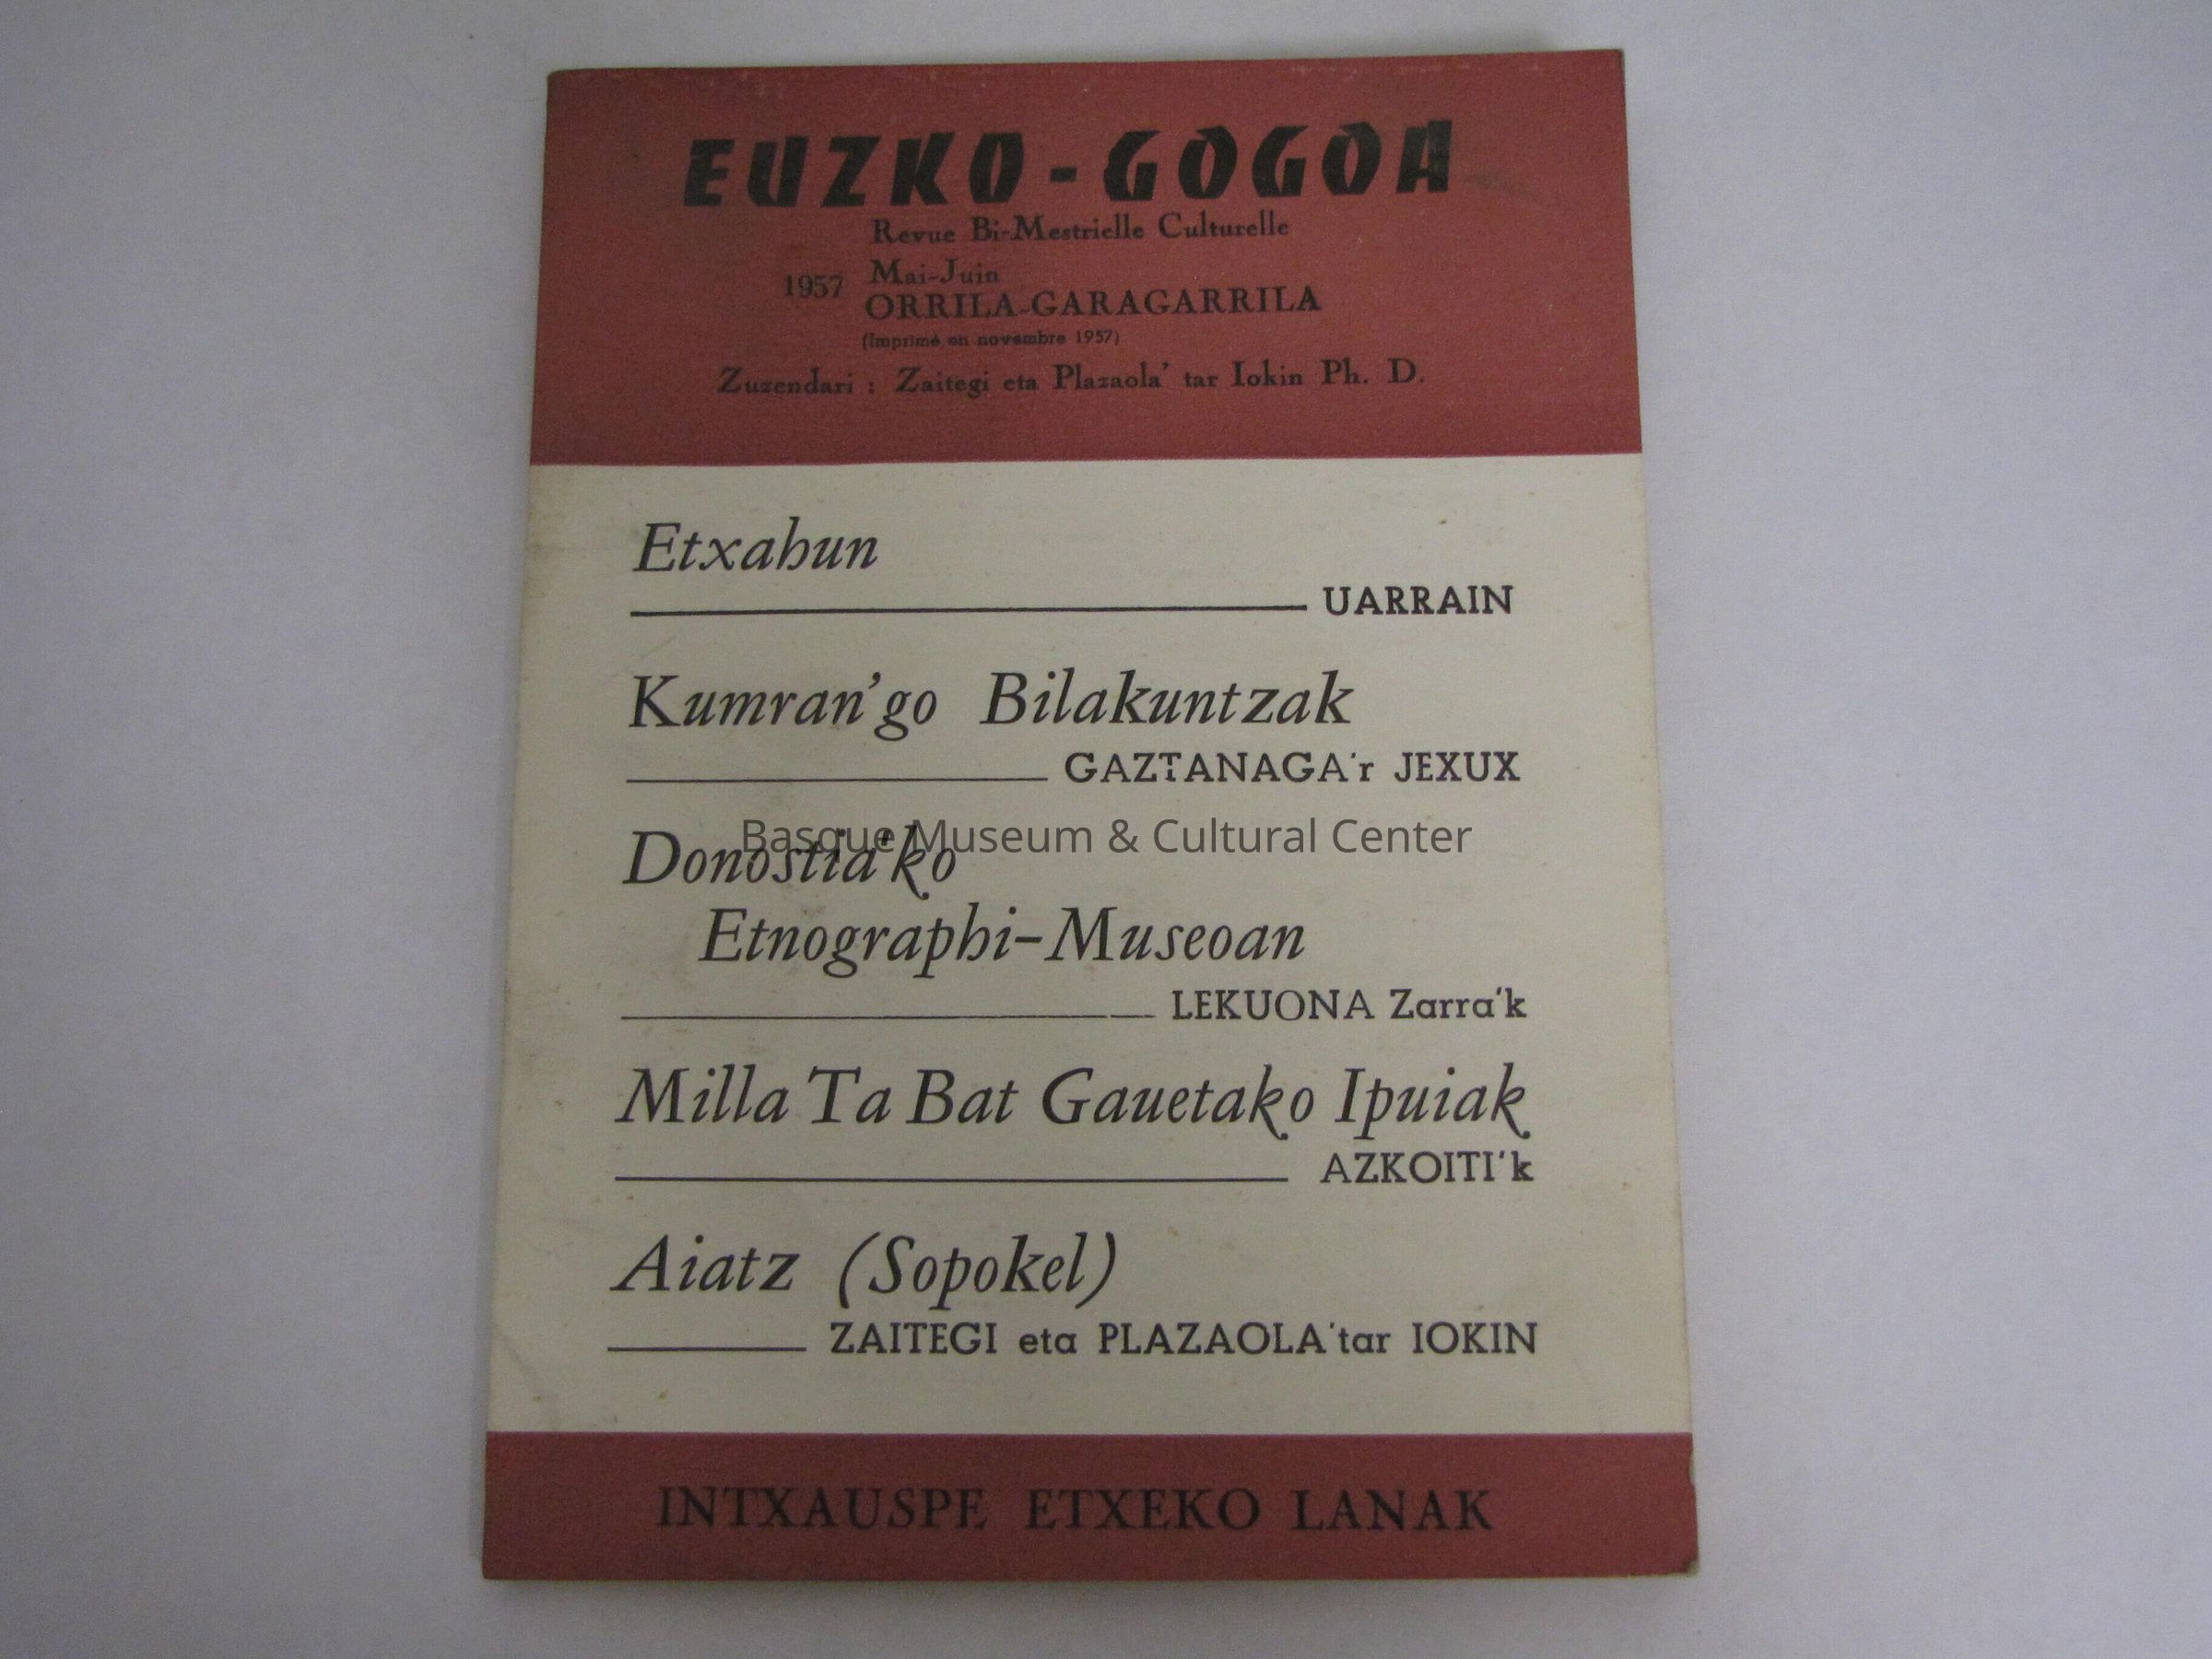 EUZKO-GOGOA
Revue Bi-Mestrielle Culturelle
1957 Mai-Juin
ORRILA-GARAGARRILA
(Imprimé en novembre 1957)
Zuzendari : Zaitegi eta Plazaola' tar Iokin Ph. D.
Etxahun
UARRAIN
Kumran'go Bilakuntzak
GAZTANAGA'r JEXUX
Basque Museum & Cultural Center
Donostia'ko
Etnographi-Museoan
LEKUONA Zarra'k
Milla Ta Bat Gauetako Ipuiak
AZKOITI'k
Aiatz (Sopokel)
ZAITEGI eta PLAZAOLA'tar IOKIN
INTXAUSPE ETXEKO LANAK